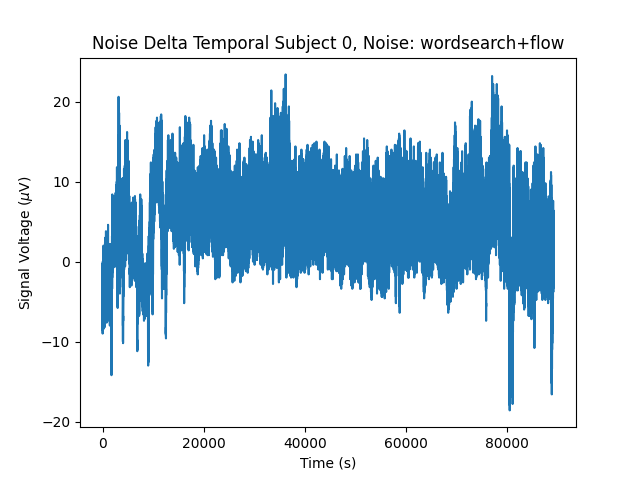 Noise Delta Temporal Subject 0, Noise: wordsearch+flow
20
10
0
−10
−20
Signal Voltage (μV)
0 20000 40000 60000 80000
Time (s)